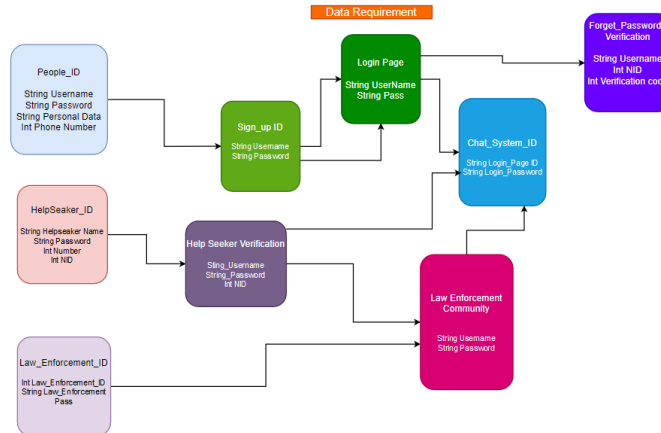 Data Requirement
Forget_Password
Verification
String Username
Int NID
Int Verification cod
People_ID
String Username
String Password
String Personal Data
Int Phone Number
Login Page
String UserName
String Pass
Sign_up ID
String Username
String Password
Chat_System_ID
String Login_Page ID
String Login_Password
HelpSeaker_ID
String Helpseaker Name
String Password
Int Number
Int NID
Help Seeker Verification
Sting_Username
String_Password
Int NID
Law Enforcement
Community
String Username
String Password
Law_Enforcement_ID
Int Law_Enforcement_ID
String Law_Enforcement
Pass